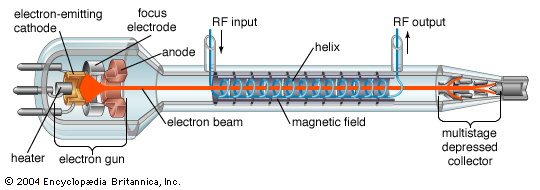 electron-emitting
cathode
focus
electrode
anode
RF input
helix
RF output
heater
electron gun
electron beam
magnetic field
multistage
depressed
collector
© 2004 Encyclopædia Britannica, Inc.